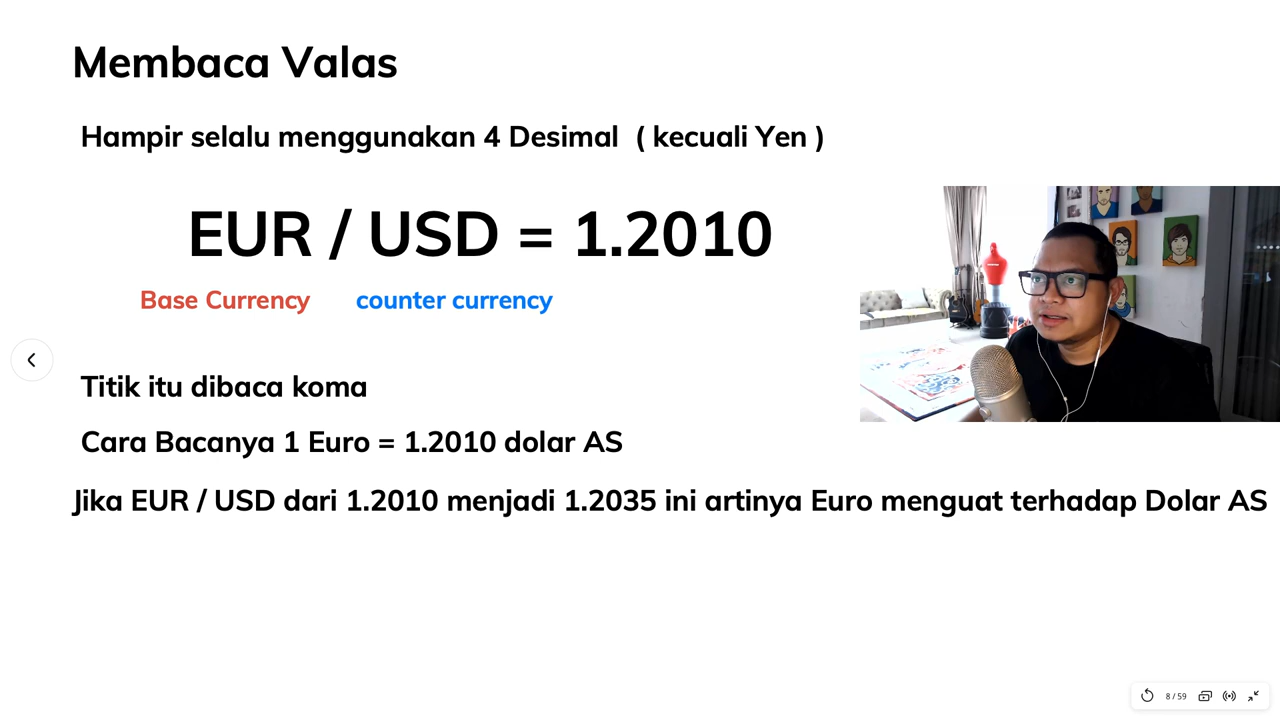 Membaca Valas
Hampir selalu menggunakan 4 Desimal ( kecuali Yen )
EUR / USD = 1.2010
Base Currency counter currency
Titik itu dibaca koma
Cara Bacanya 1 Euro = 1.2010 dolar AS
Jika EUR / USD dari 1.2010 menjadi 1.2035 ini artinya Euro menguat terhadap Dolar AS
8 / 59